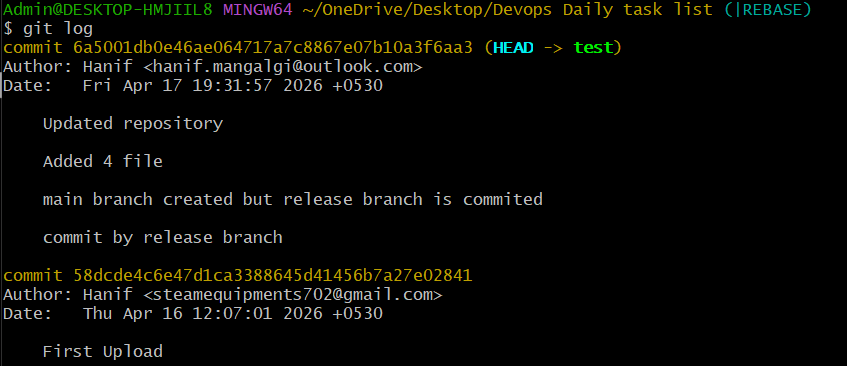 Admin@DESKTOP-HMJIIL8 MINGW64 ~/OneDrive/Desktop/Devops Daily task list (|REBASE)
$ git log
commit 6a5001db0e46ae064717a7c8867e07b10a3f6aa3 (HEAD -> test)
Author: Hanif <hanif.mangalgi@outlook.com>
Date:   Fri Apr 17 19:31:57 2026 +0530
Updated repository
Added 4 file
main branch created but release branch is commited
commit by release branch
commit 58dcde4c6e47d1ca3388645d41456b7a27e02841
Author: Hanif <steamequipments702@gmail.com>
Date:   Thu Apr 16 12:07:01 2026 +0530
First Upload